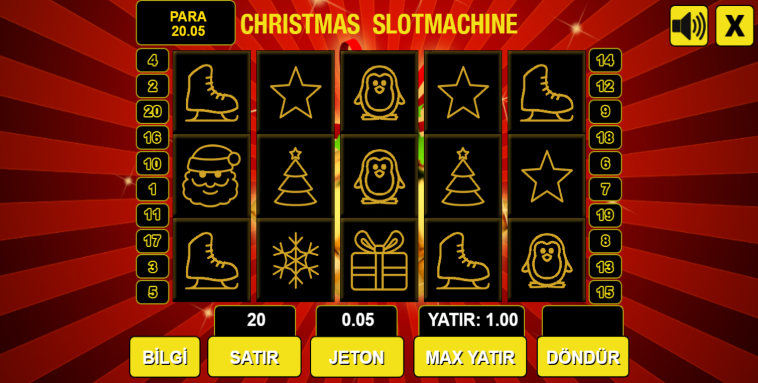 PARA
20.05
CHRISTMAS SLOTMACHINE
X
4
14
2
12
20
9
16
18
10
6
1
7
11
19
17
8
3
13
5
15
20
0.05
YATIR: 1.00
BİLGİ
SATIR
JETON
MAX YATIR
DÖNDÜR